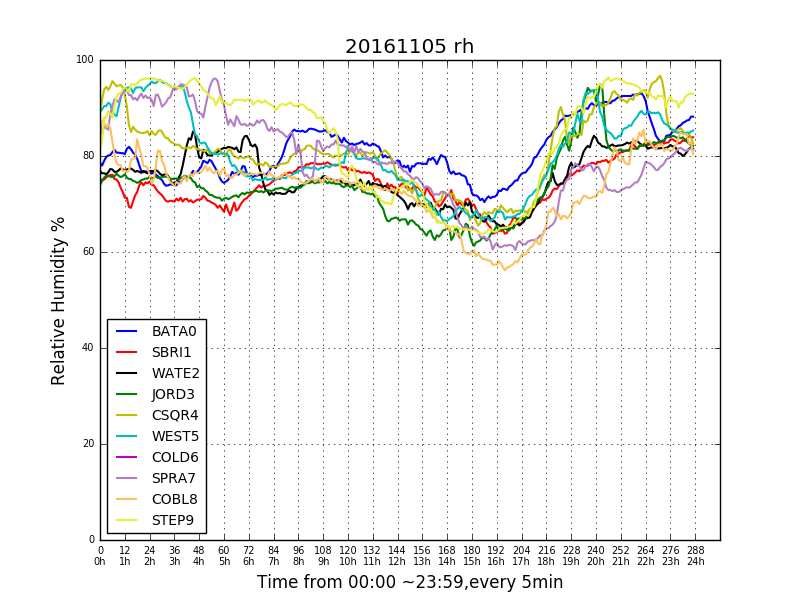 20161105 rh
100
80
60
40
20
0
Relative Humidity %
BATA0
SBRI1
WATE2
JORD3
CSQR4
WEST5
COLD6
SPRA7
COBL8
STEP9
0 12 24 36 48 60 72 84 96 108 120 132 144 156 168 180 192 204 216 228 240 252 264 276 288
0h 1h 2h 3h 4h 5h 6h 7h 8h 9h 10h 11h 12h 13h 14h 15h 16h 17h 18h 19h 20h 21h 22h 23h 24h
Time from 00:00 ~23:59,every 5min